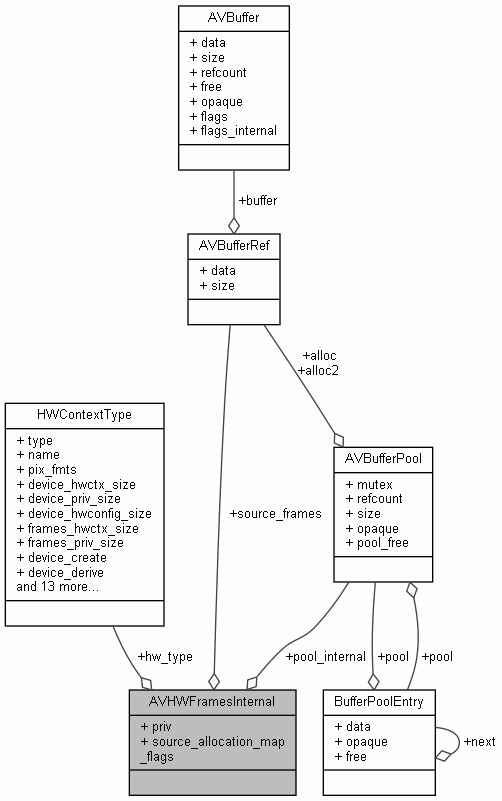 AVBuffer
+ data
+ size
+ refcount
+ free
+ opaque
+ flags
+ flags_internal
+buffer
AVBufferRef
+ data
+ size
+alloc
+alloc2
HWContextType
+ type
+ name
+ pix_fmts
+ device_hwctx_size
+ device_priv_size
+ device_hwconfig_size
+ frames_hwctx_size
+ frames_priv_size
+ device_create
+ device_derive
and 13 more...
AVBufferPool
+ mutex
+ refcount
+ size
+ opaque
+ pool_free
+source_frames
+hw_type
+pool_internal
+pool
+pool
AVHWFramesInternal
+ priv
+ source_allocation_map
_flags
BufferPoolEntry
+ data
+ opaque
+ free
+next